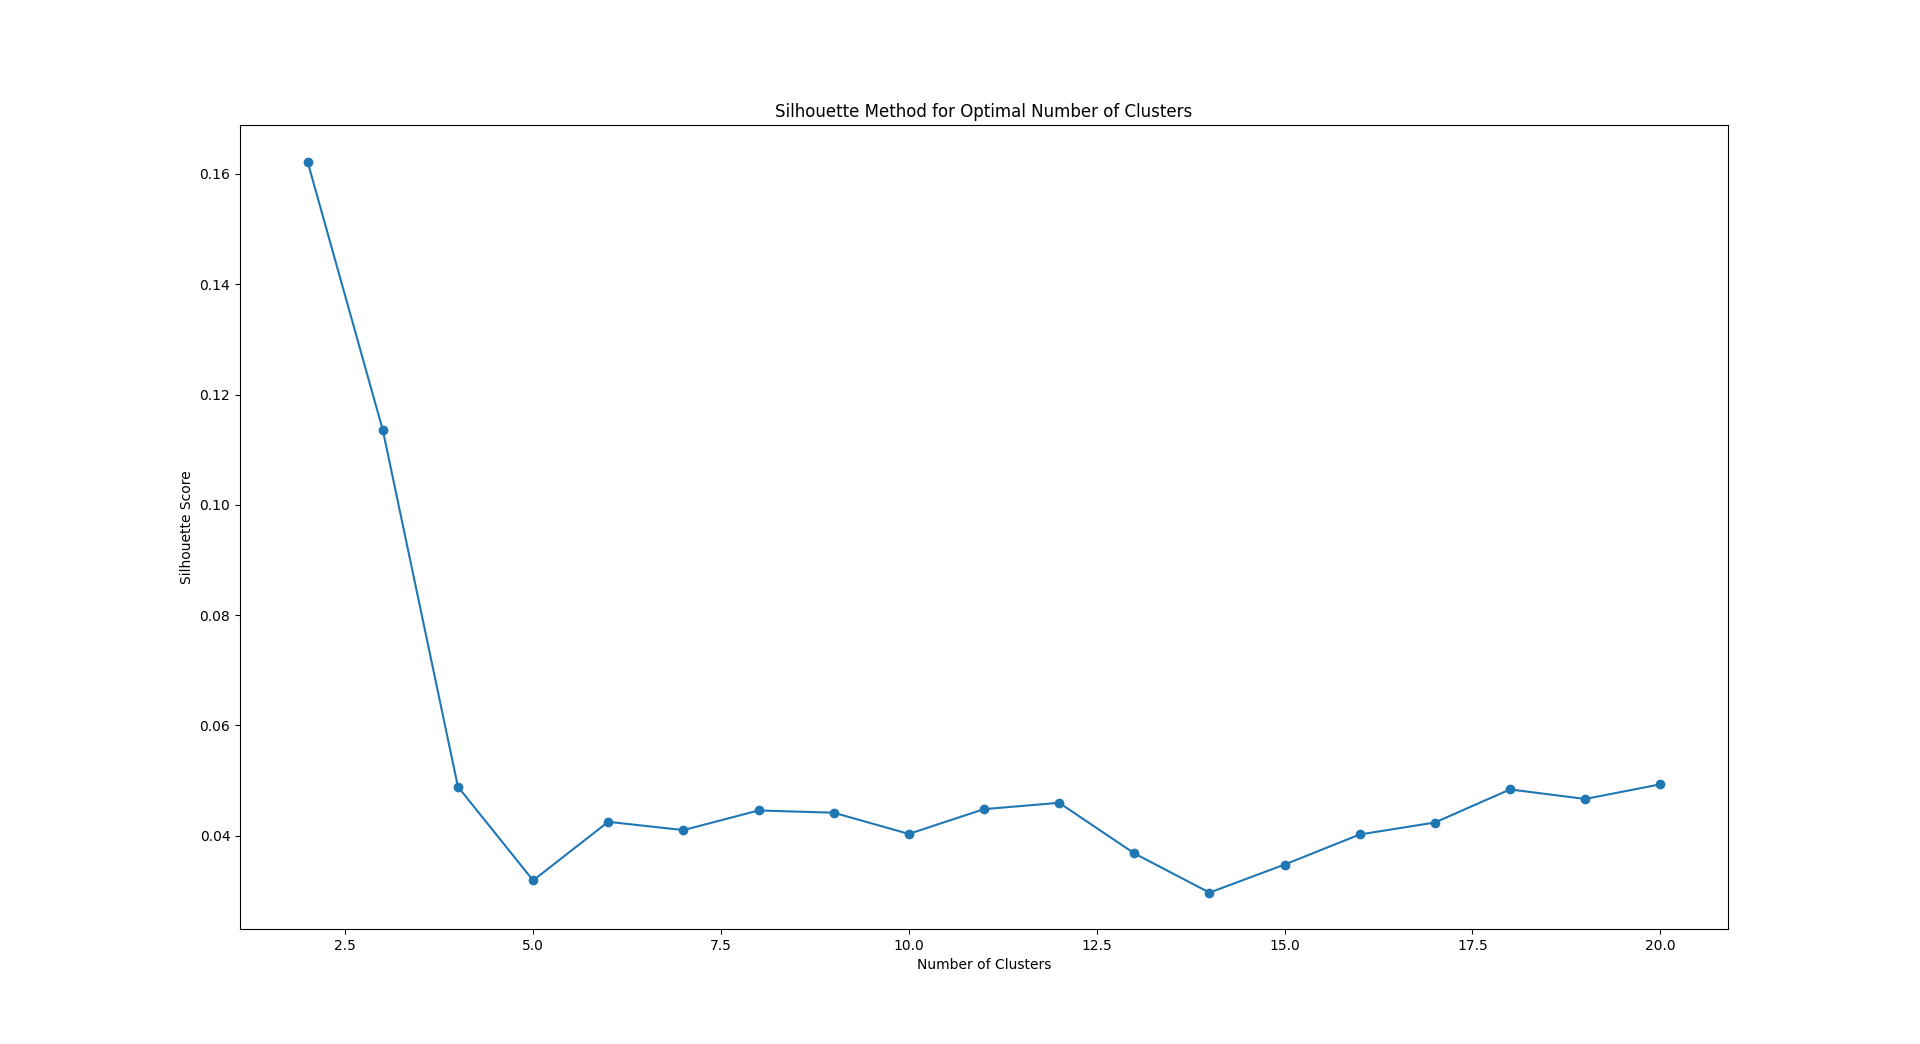 Silhouette Method for Optimal Number of Clusters
0.16
0.14
0.12
0.10
0.08
0.06
0.04
Silhouette Score
2.5 5.0 7.5 10.0 12.5 15.0 17.5 20.0
Number of Clusters